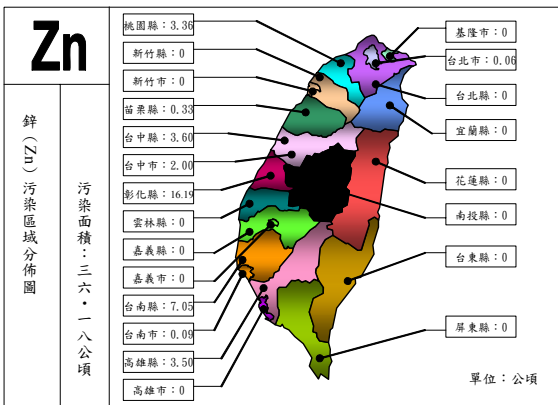 Zn
鋅（Zn）污染區域分佈圖
污染面積：三六・一八公頃
桃園縣：3.36
新竹縣：0
新竹市：0
苗栗縣：0.33
台中縣：3.60
台中市：2.00
彰化縣：16.19
雲林縣：0
嘉義縣：0
嘉義市：0
台南縣：7.05
台南市：0.09
高雄縣：3.50
高雄市：0
基隆市：0
台北市：0.06
台北縣：0
宜蘭縣：0
花蓮縣：0
南投縣：0
台東縣：0
屏東縣：0
單位：公頃